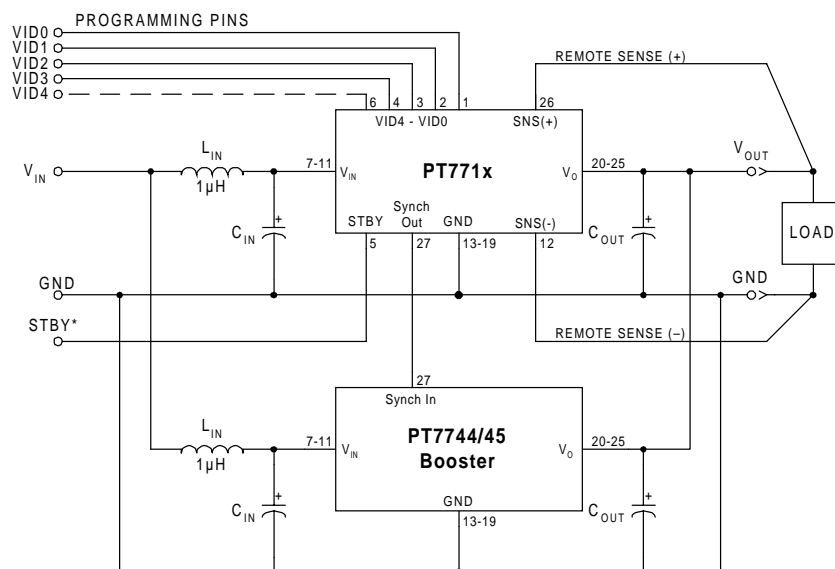 PROGRAMMING PINS
VID0
VID1
VID2
VID3
VID4
6 4 3 2 1 26
REMOTE SENSE (+)
VID4 - VID0 SNS(+)
L_IN
1µH
V_IN
7-11
V_IN
PT771x
V_O
20-25
V_OUT
STBY
Synch Out
GND
SNS(-)
5 27 13-19 12
C_IN
+
C_OUT
+
LOAD
GND
GND
STBY*
REMOTE SENSE (–)
27
Synch In
L_IN
1µH
7-11
V_IN
PT7744/45
Booster
V_O
20-25
GND
13-19
C_IN
+
C_OUT
+